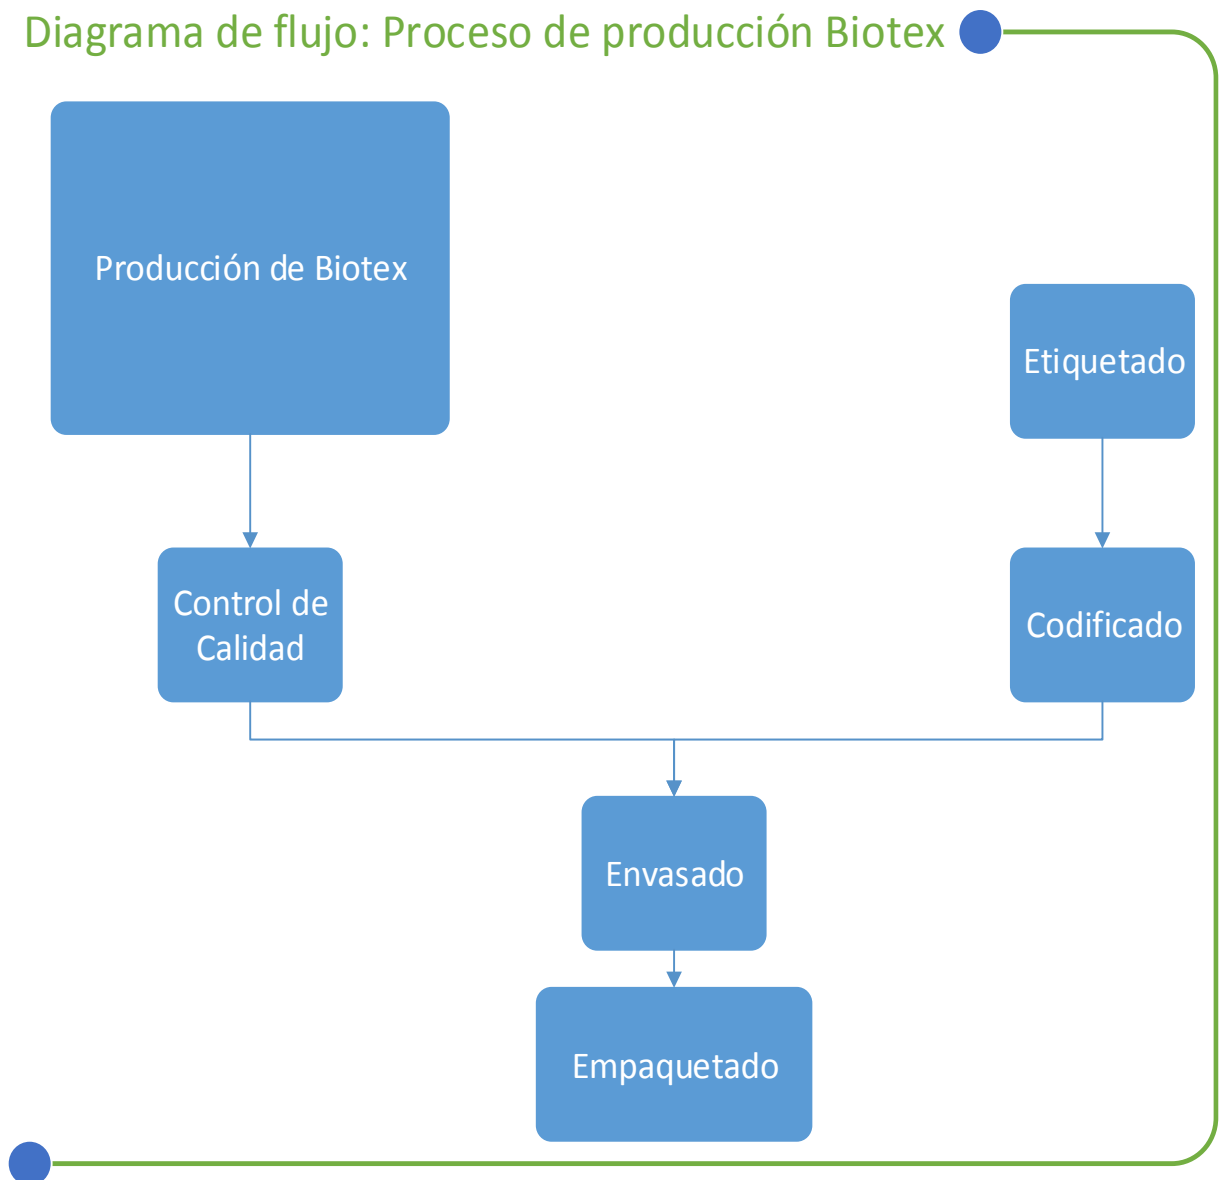 Diagrama de flujo: Proceso de producción Biotex
Producción de Biotex
Etiquetado
Control de
Calidad
Codificado
Envasado
Empaquetado